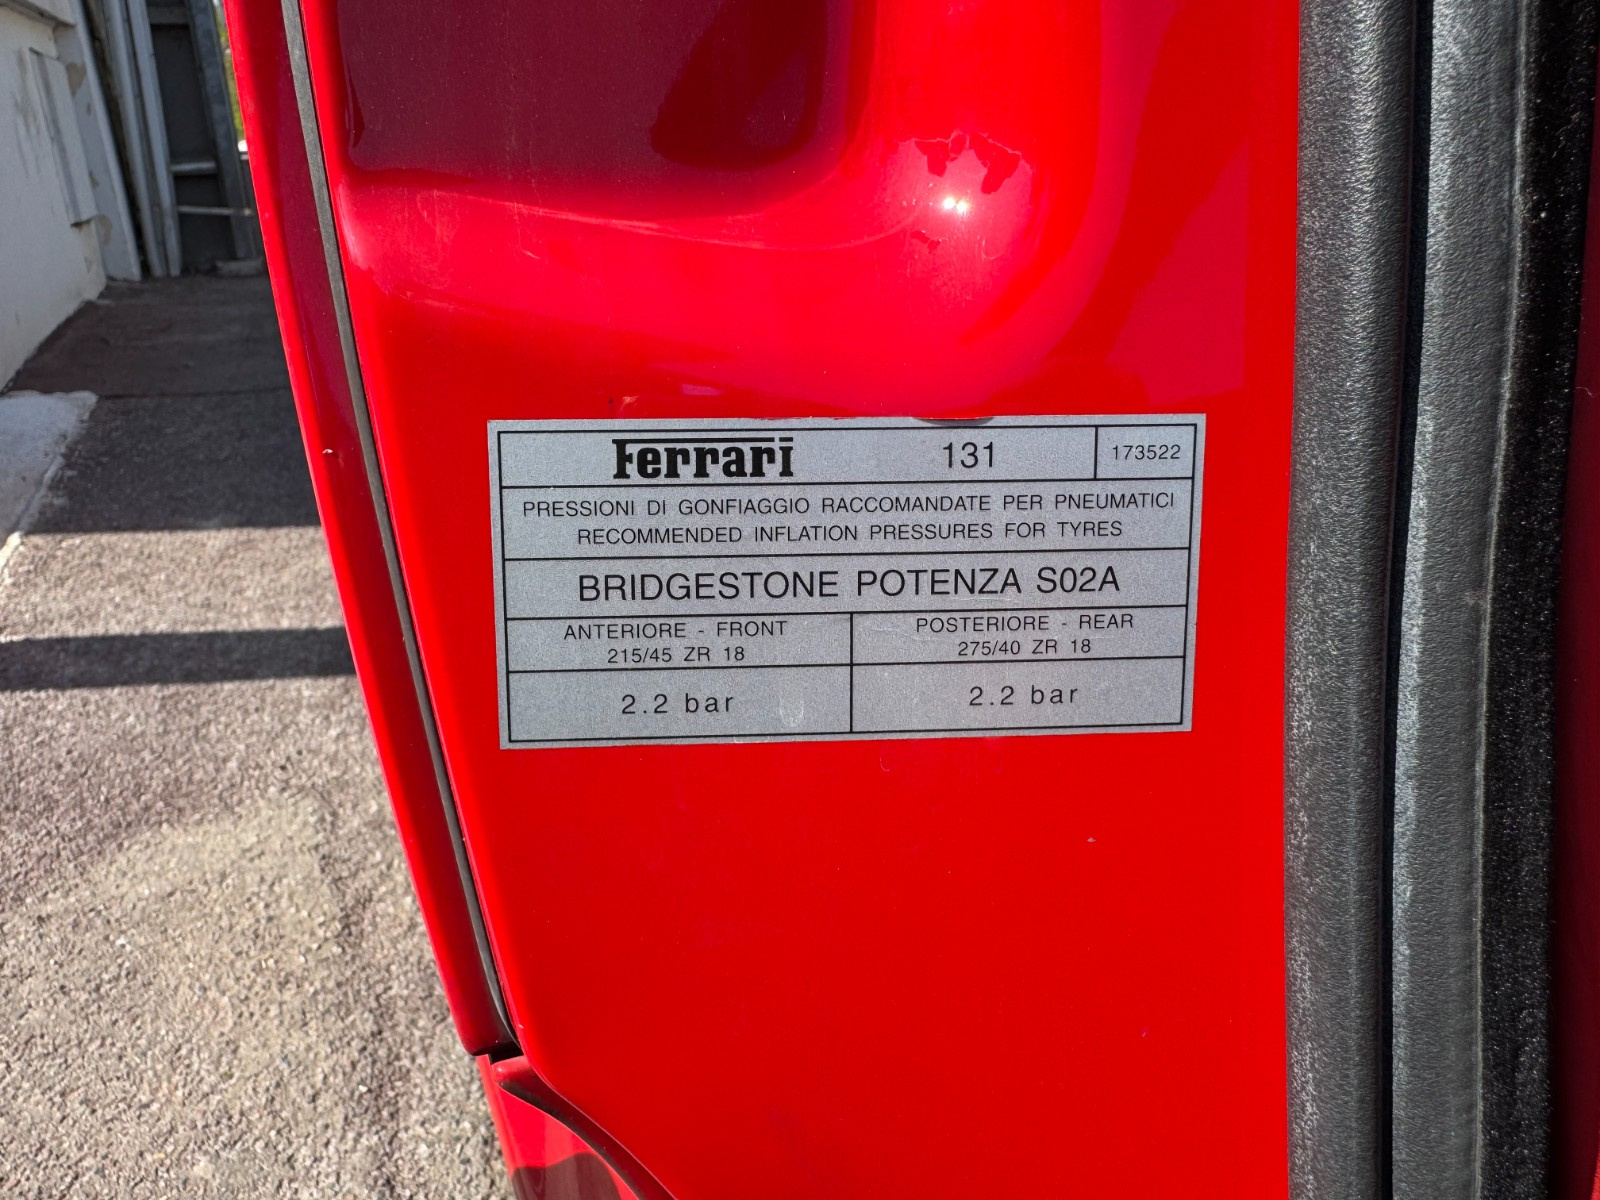 Ferrari 131 173522
PRESSIONI DI GONFIAGGIO RACCOMANDATE PER PNEUMATICI
RECOMMENDED INFLATION PRESSURES FOR TYRES
BRIDGESTONE POTENZA S02A
ANTERIORE - FRONT
215/45 ZR 18
POSTERIORE - REAR
275/40 ZR 18
2.2 bar
2.2 bar